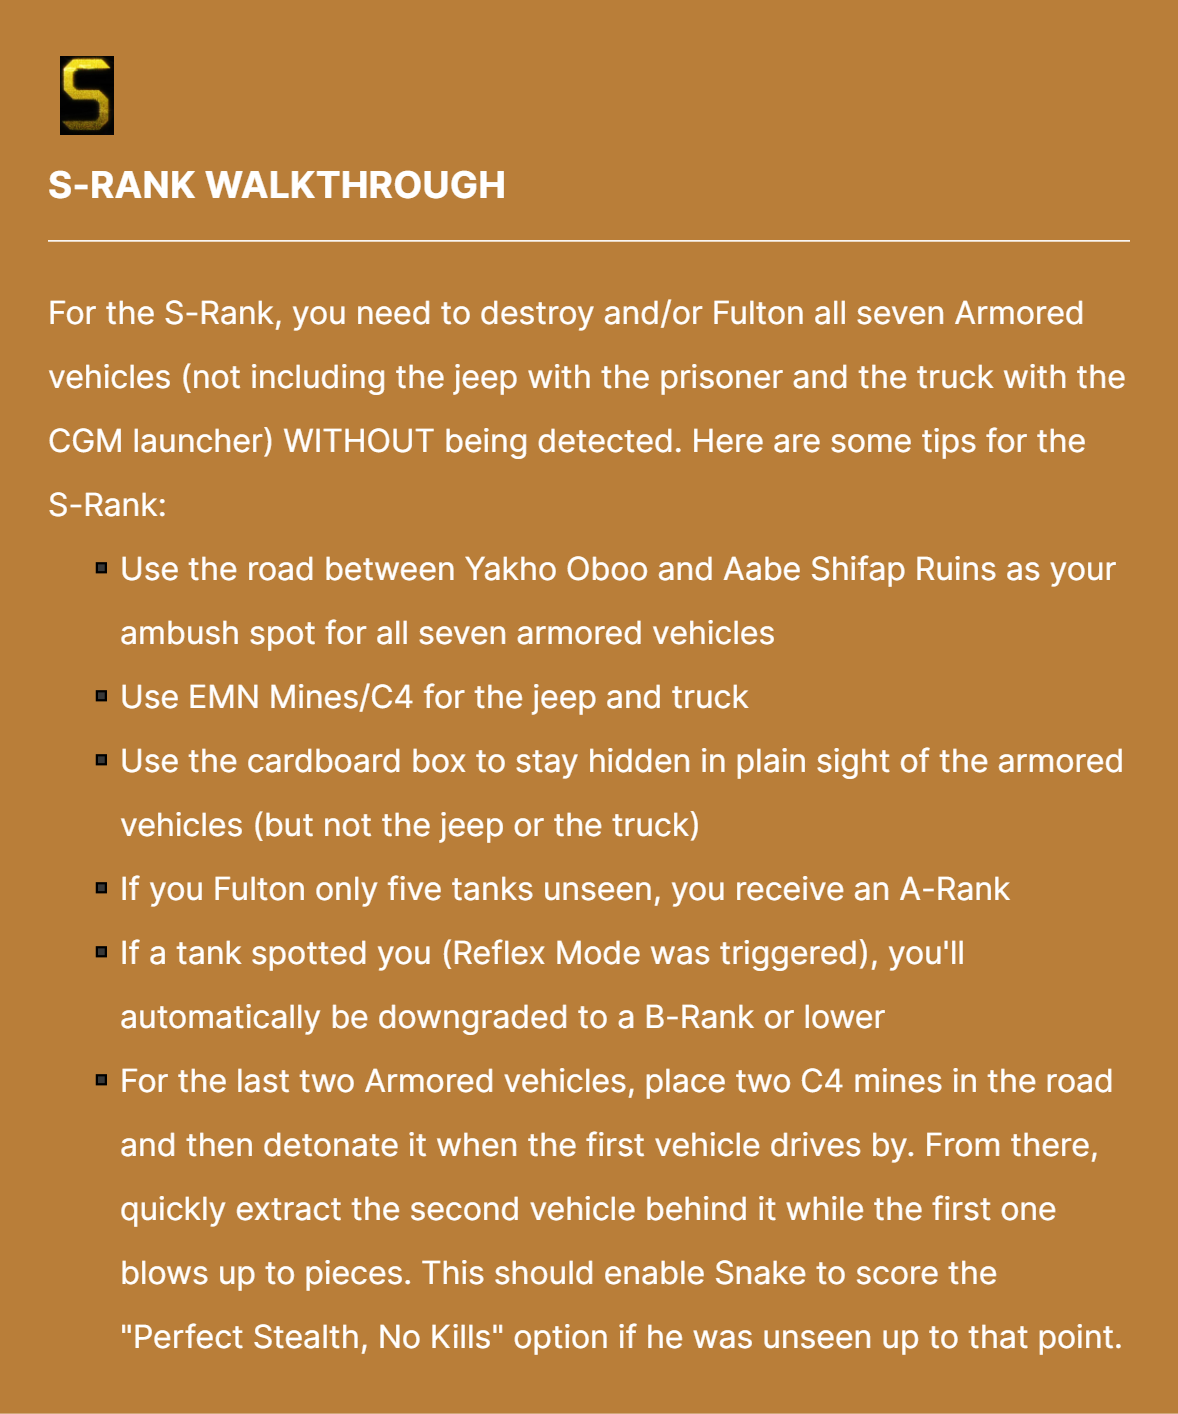 S
S-RANK WALKTHROUGH
For the S-Rank, you need to destroy and/or Fulton all seven Armored
vehicles (not including the jeep with the prisoner and the truck with the
CGM launcher) WITHOUT being detected. Here are some tips for the
S-Rank:
Use the road between Yakho Oboo and Aabe Shifap Ruins as your
ambush spot for all seven armored vehicles
Use EMN Mines/C4 for the jeep and truck
Use the cardboard box to stay hidden in plain sight of the armored
vehicles (but not the jeep or the truck)
If you Fulton only five tanks unseen, you receive an A-Rank
If a tank spotted you (Reflex Mode was triggered), you'll
automatically be downgraded to a B-Rank or lower
For the last two Armored vehicles, place two C4 mines in the road
and then detonate it when the first vehicle drives by. From there,
quickly extract the second vehicle behind it while the first one
blows up to pieces. This should enable Snake to score the
"Perfect Stealth, No Kills" option if he was unseen up to that point.